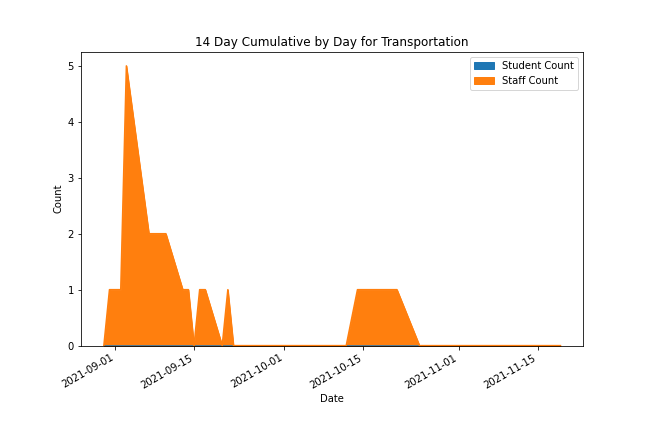 14 Day Cumulative by Day for Transportation
Student Count
Staff Count
5
4
3
2
1
0
Count
2021-09-01
2021-09-15
2021-10-01
2021-10-15
2021-11-01
2021-11-15
Date